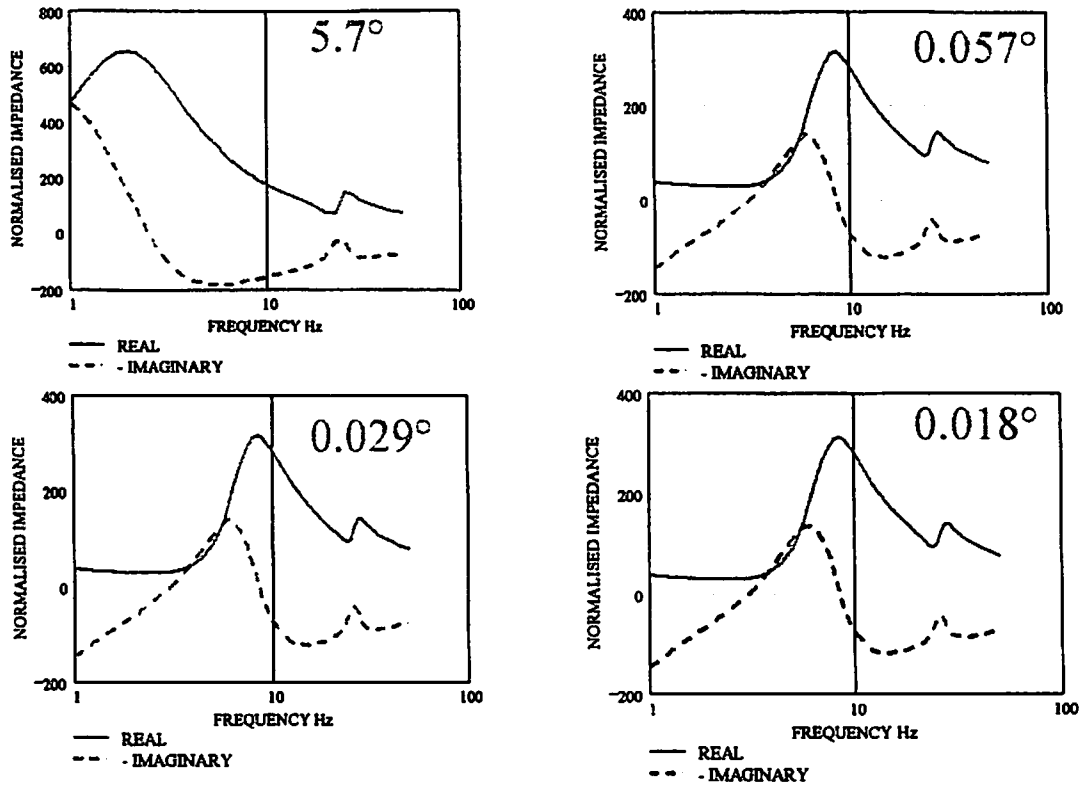 5.7°
NORMALISED IMPEDANCE
800
600
400
200
0
−200
1
10
100
FREQUENCY Hz
REAL
- IMAGINARY
0.057°
NORMALISED IMPEDANCE
400
200
0
−200
1
10
100
FREQUENCY Hz
REAL
- IMAGINARY
0.029°
NORMALISED IMPEDANCE
400
200
0
−200
1
10
100
FREQUENCY Hz
REAL
- IMAGINARY
0.018°
NORMALISED IMPEDANCE
400
200
0
−200
1
10
100
FREQUENCY Hz
REAL
- IMAGINARY